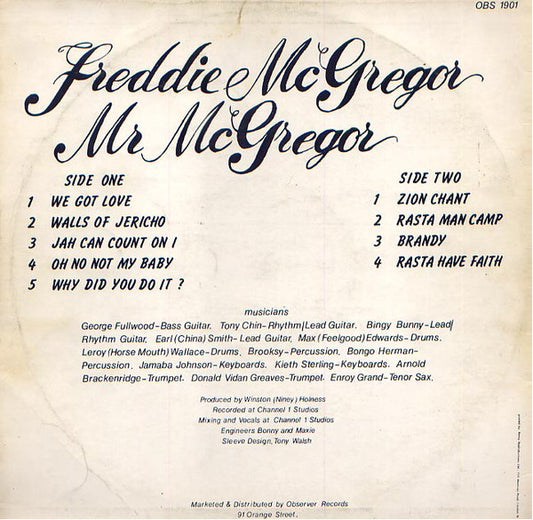 OBS 1901
Freddie McGregor
Mr McGregor
SIDE ONE
1 WE GOT LOVE
2 WALLS OF JERICHO
3 JAH CAN COUNT ON I
4 OH NO NOT MY BABY
5 WHY DID YOU DO IT ?
SIDE TWO
1 ZION CHANT
2 RASTA MAN CAMP
3 BRANDY
4 RASTA HAVE FAITH
musicians
George Fullwood-Bass Guitar. Tony Chin-Rhythm/Lead Guitar. Bingy Bunny-Lead/
Rhythm Guitar. Earl (China) Smith-Lead Guitar. Max (Feelgood) Edwards-Drums.
Leroy (Horse Mouth) Wallace-Drums. Brooksy-Percussion. Bongo Herman-
Percussion. Jamaba Johnson-Keyboards. Kieth Sterling-Keyboards. Arnold
Brackenridge-Trumpet. Donald Vidan Greaves-Trumpet. Enroy Grand-Tenor Sax.
Produced by Winston (Niney) Holness
Recorded at Channel 1 Studios
Mixing and Vocals at Channel 1 Studios
Engineers Bonny and Maxie
Sleeve Design, Tony Walsh
Marketed & Distributed by Observer Records
91 Orange Street.